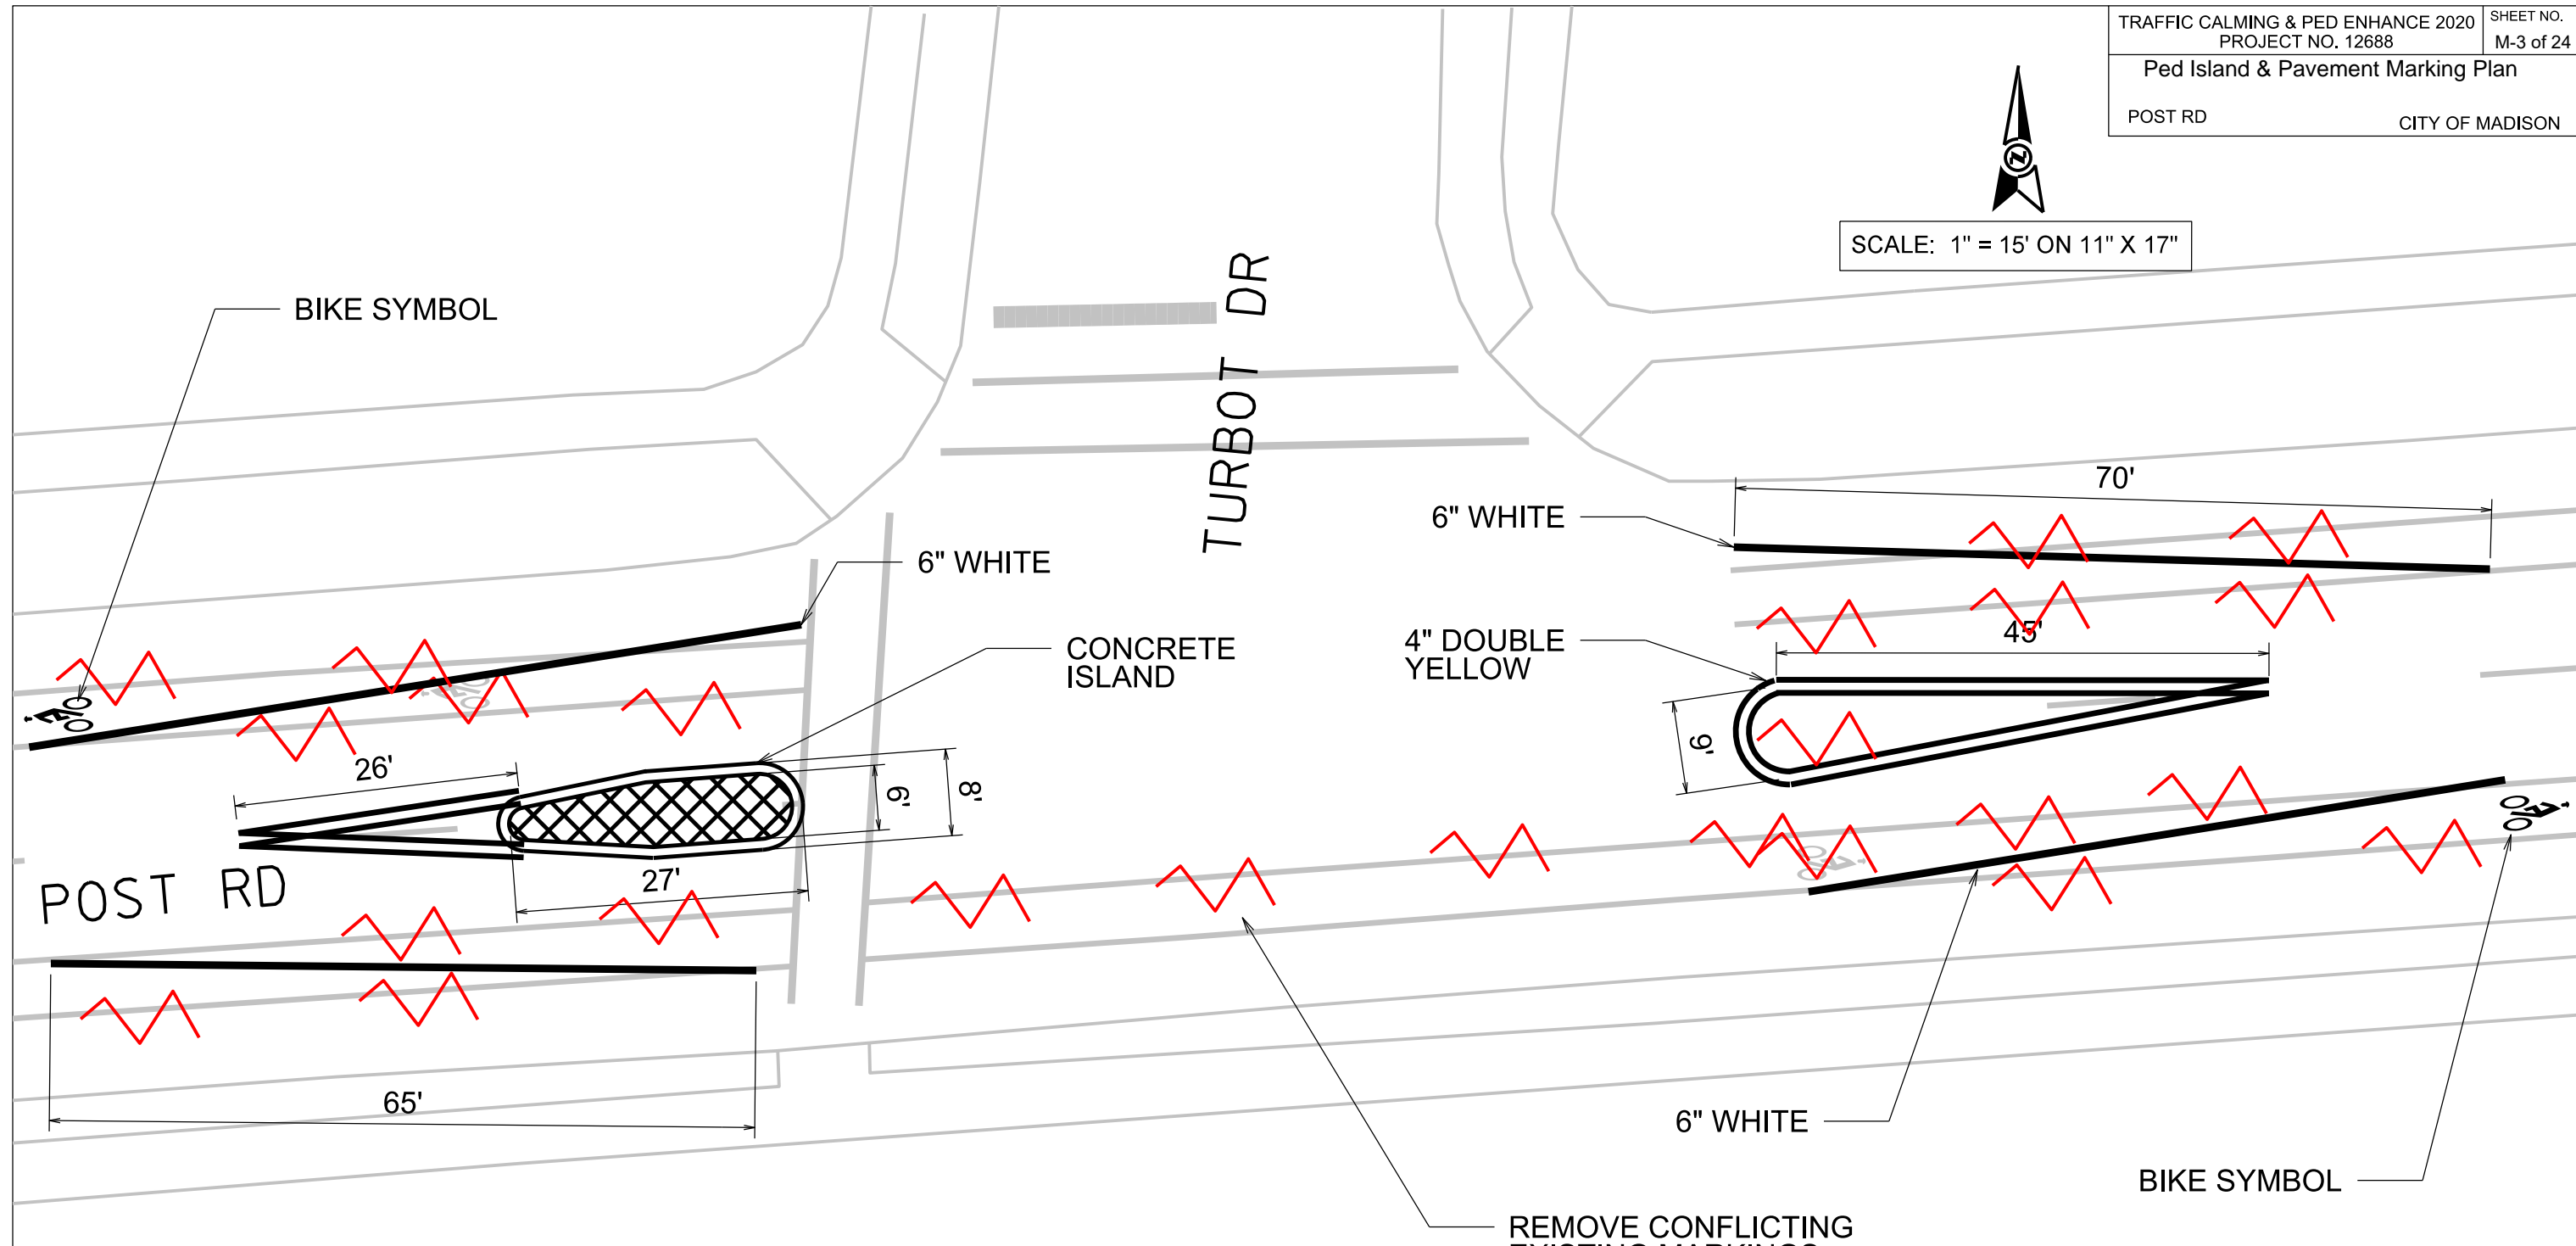 TRAFFIC CALMING & PED ENHANCE 2020
PROJECT NO. 12688
SHEET NO.
M-3 of 24
Ped Island & Pavement Marking Plan
POST RD
CITY OF MADISON
N
SCALE: 1" = 15' ON 11" X 17"
BIKE SYMBOL
TURBOT DR
70'
6" WHITE
6" WHITE
CONCRETE
ISLAND
4" DOUBLE
YELLOW
45'
9'
26'
6'
8'
27'
POST RD
65'
6" WHITE
BIKE SYMBOL
REMOVE CONFLICTING
EXISTING MARKINGS